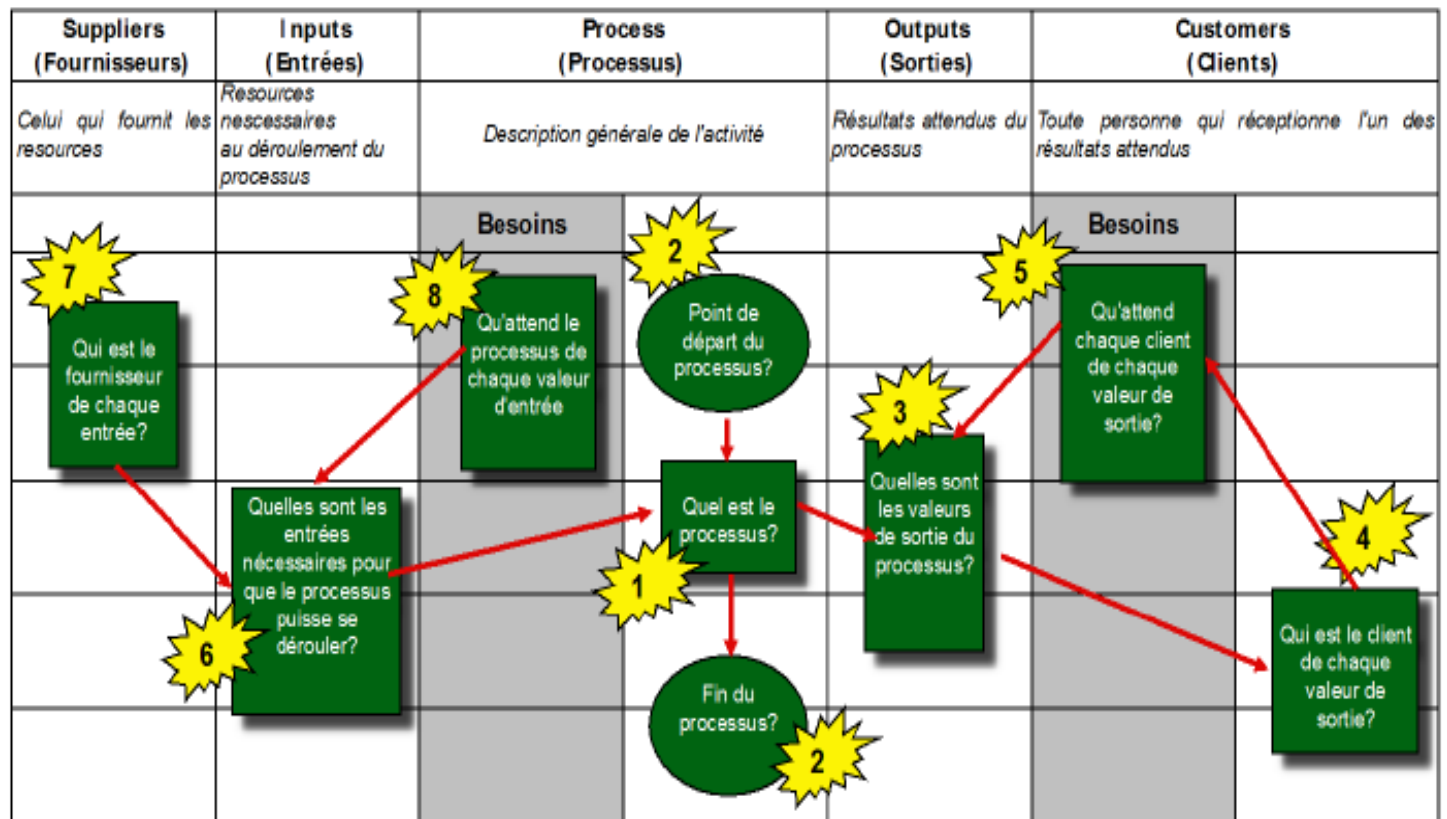 Suppliers
(Fournisseurs)
Inputs
(Entrées)
Process
(Processus)
Outputs
(Sorties)
Customers
(Clients)
Celui qui fournit les
resources
Resources
nescessaires
au déroulement du
processus
Description générale de l'activité
Résultats attendus du
processus
Toute personne qui réceptionne l'un des
résultats attendus
Besoins
Besoins
7
Qui est le
fournisseur
de chaque
entrée?
8
Qu'attend le
processus de
chaque valeur
d'entrée
2
Point de
départ du
processus?
5
Qu'attend
chaque client
de chaque
valeur de
sortie?
3
Quelles sont
les valeurs
de sortie du
processus?
6
Quelles sont les
entrées
nécessaires pour
que le processus
puisse se
dérouler?
Quel est le
processus?
1
4
Qui est le client
de chaque
valeur de
sortie?
Fin du
processus?
2